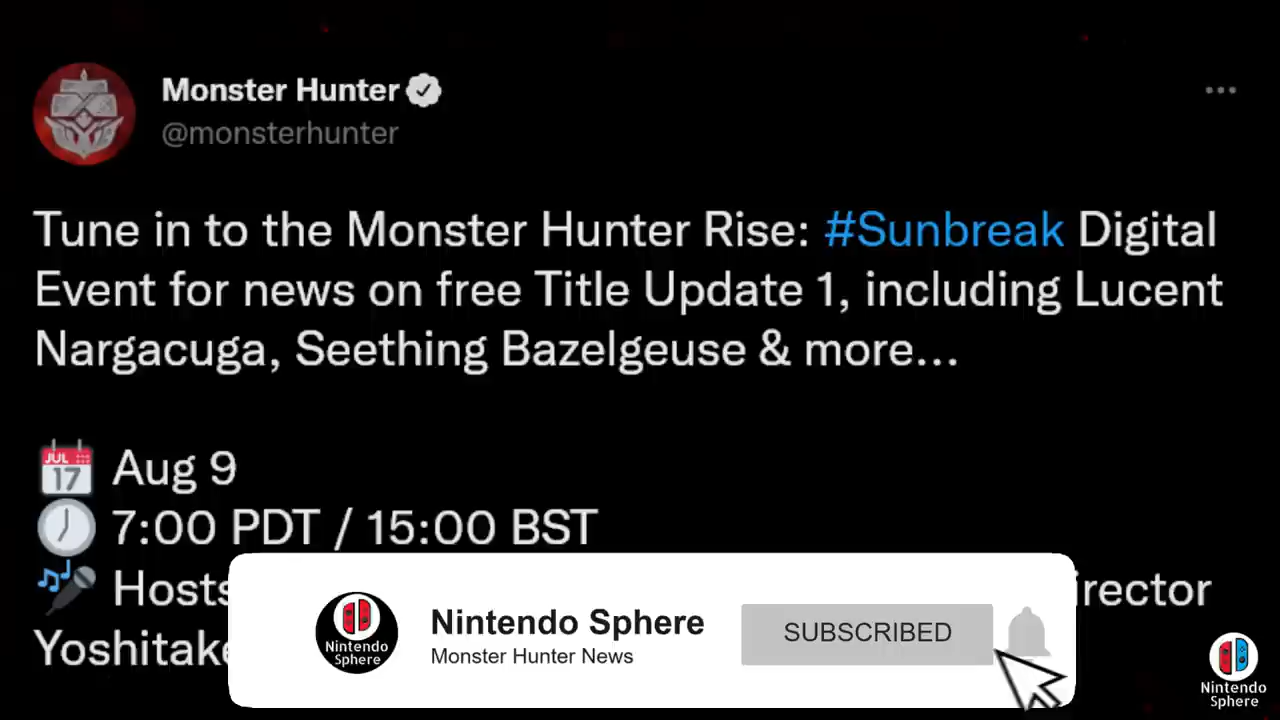 Monster Hunter
@monsterhunter
Tune in to the Monster Hunter Rise: #Sunbreak Digital
Event for news on free Title Update 1, including Lucent
Nargacuga, Seething Bazelgeuse & more...
JUL
17
Aug 9
7:00 PDT / 15:00 BST
Hosts
irector
Yoshitake
Nintendo
Sphere
Nintendo Sphere
Monster Hunter News
SUBSCRIBED
Nintendo
Sphere